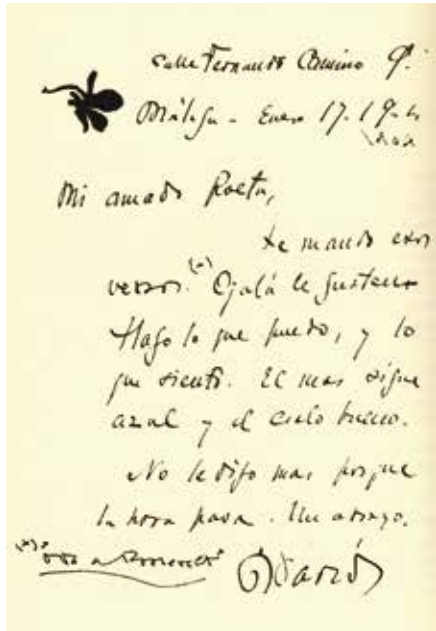 Calle Fernando Camino 9.
Málaga - Enero 17. 19
Mi amado Poeta,
te mando esos
versos. (*) Ojalá le gusten
Hago lo que puedo, y lo
que siento. El mar sigue
azul y el cielo bueno.
No le digo mas porque
la hora pasa. Un abrazo.
(*)
Darío